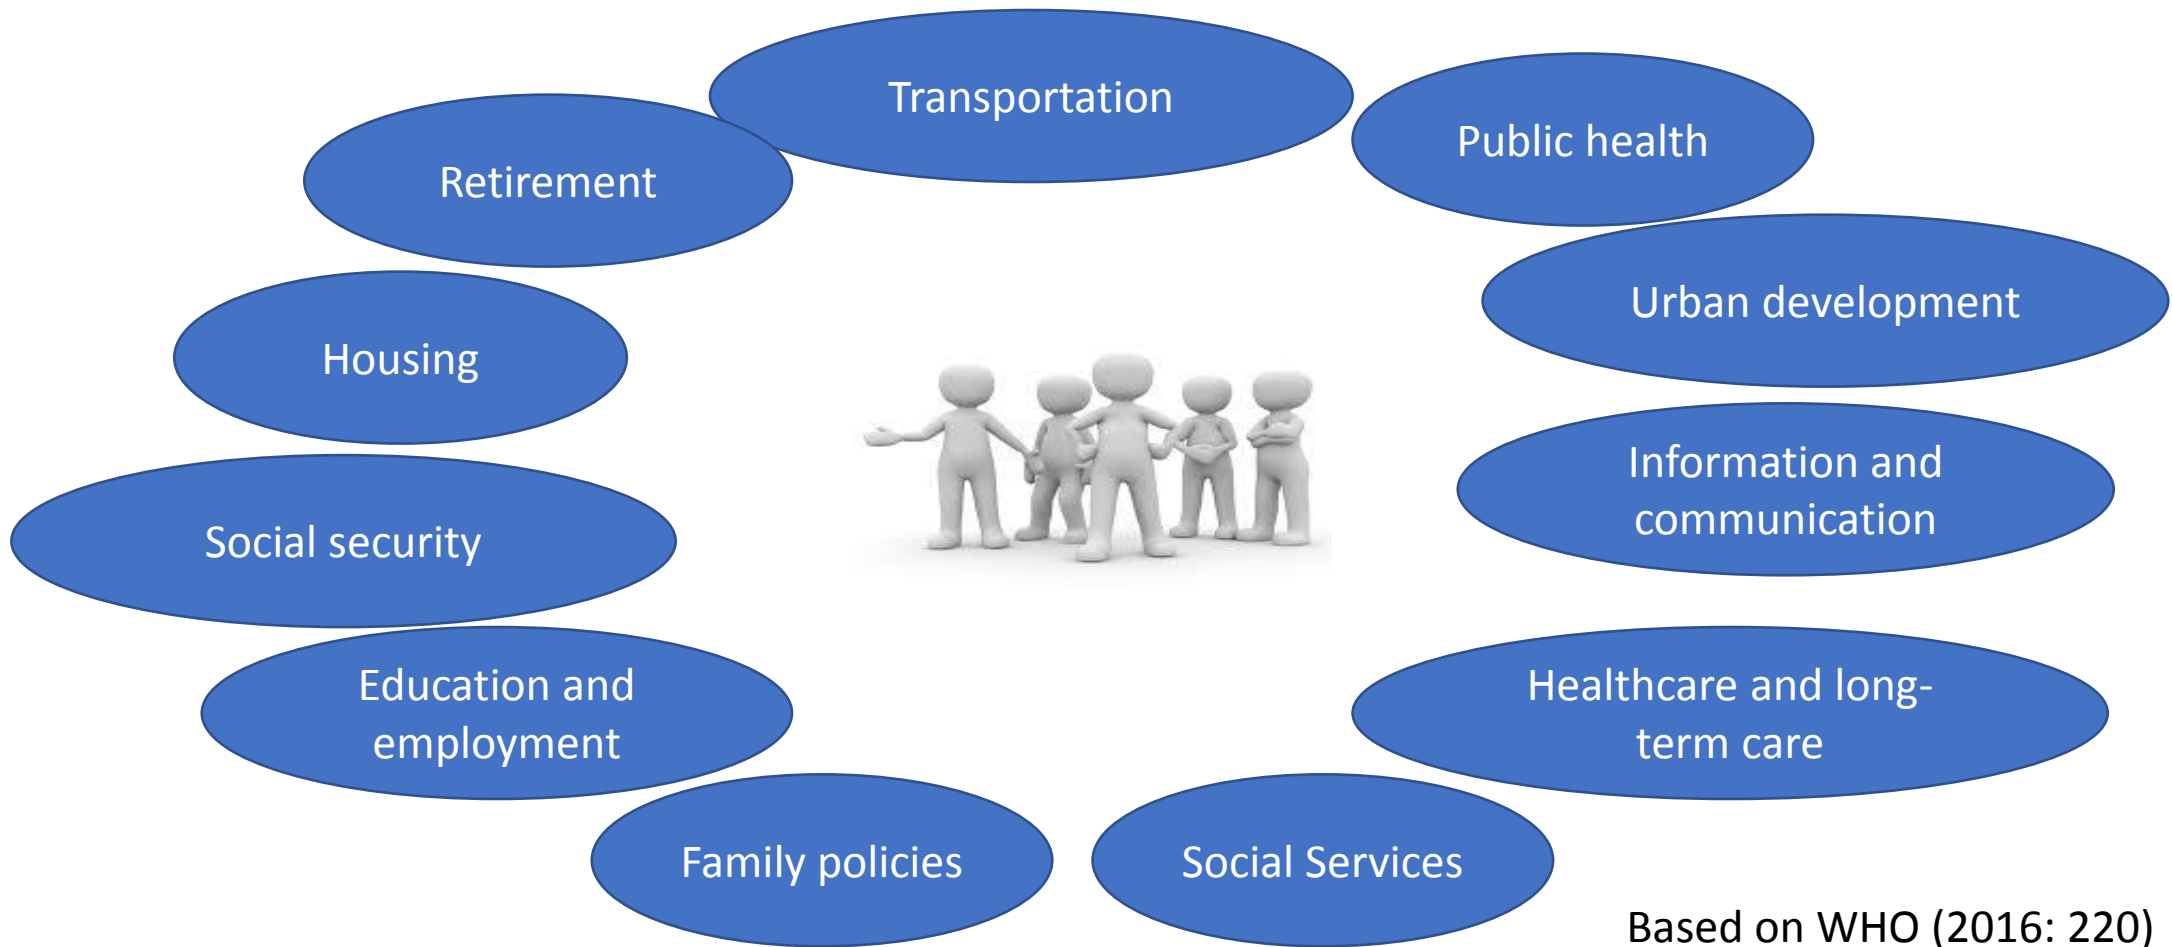 Transportation
Public health
Retirement
Urban development
Housing
Information and
communication
Social security
Education and
employment
Healthcare and long-
term care
Family policies
Social Services
Based on WHO (2016: 220)